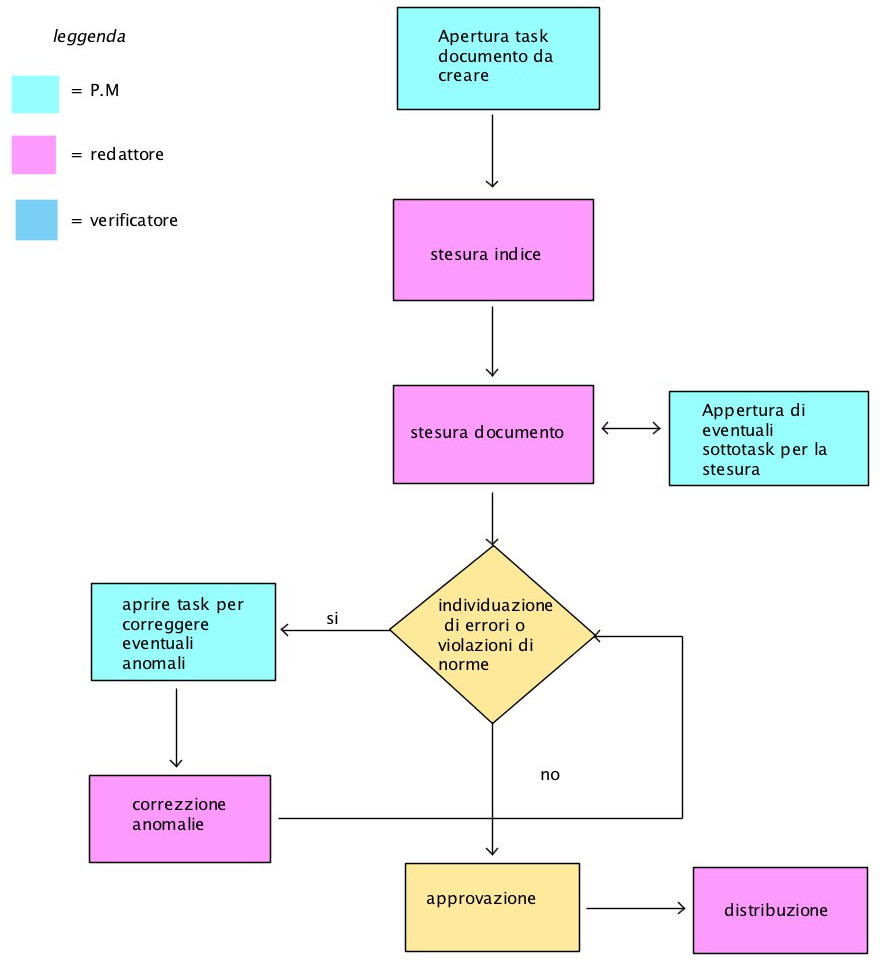 leggenda
= P.M
= redattore
= verificatore
Apertura task
documento da
creare
stesura indice
stesura documento
Appertura di
eventuali
sottotask per la
stesura
individuazione
di errori o
violazioni di
norme
si
aprire task per
correggere
eventuali
anomali
no
correzzione
anomalie
approvazione
distribuzione